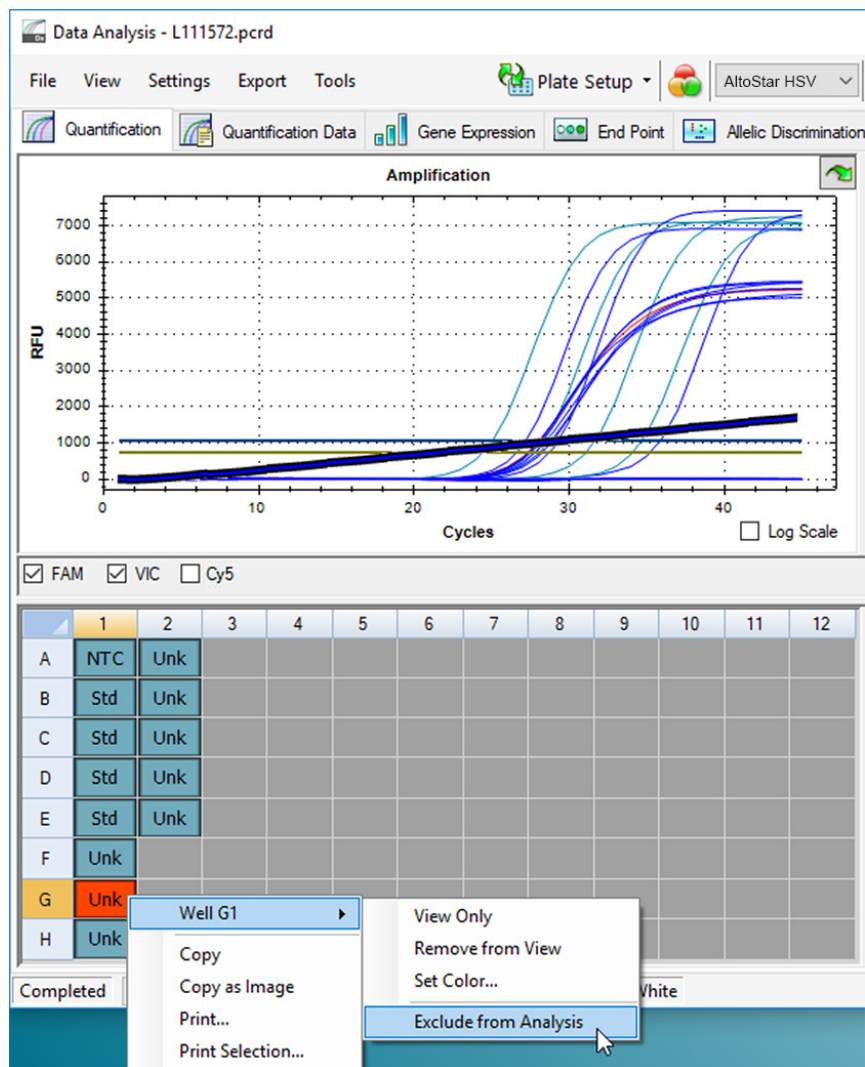 Data Analysis - L111572.pcrd
File View Settings Export Tools Plate Setup AltoStar HSV
Quantification Quantification Data Gene Expression End Point Allelic Discrimination
Amplification
7000
6000
5000
4000
3000
2000
1000
0
RFU
0 10 20 30 40
Cycles
Log Scale
FAM VIC Cy5
1 2 3 4 5 6 7 8 9 10 11 12
A NTC Unk
B Std Unk
C Std Unk
D Std Unk
E Std Unk
F Unk
G Unk
H Unk
Well G1
Copy
Copy as Image
Print...
Print Selection...
View Only
Remove from View
Set Color...
Exclude from Analysis
Completed